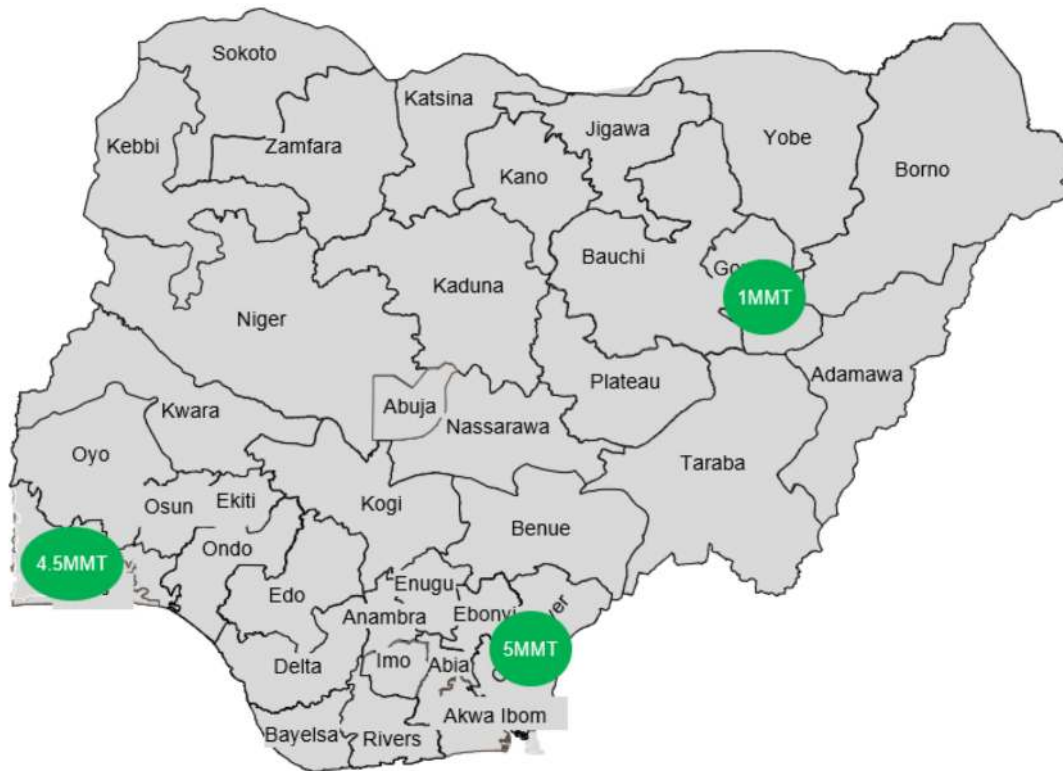 Sokoto
Katsina
Kebbi
Zamfara
Jigawa
Yobe
Borno
Kano
Bauchi
Kaduna
1MMT
Niger
Plateau
Adamawa
Abuja
Kwara
Nassarawa
Oyo
Taraba
Osun
Ekiti
Kogi
Benue
4.5MMT
Ondo
Enugu
Edo
Anambra
Ebonyi
5MMT
Delta
Imo
Abia
Akwa Ibom
Bayelsa
Rivers